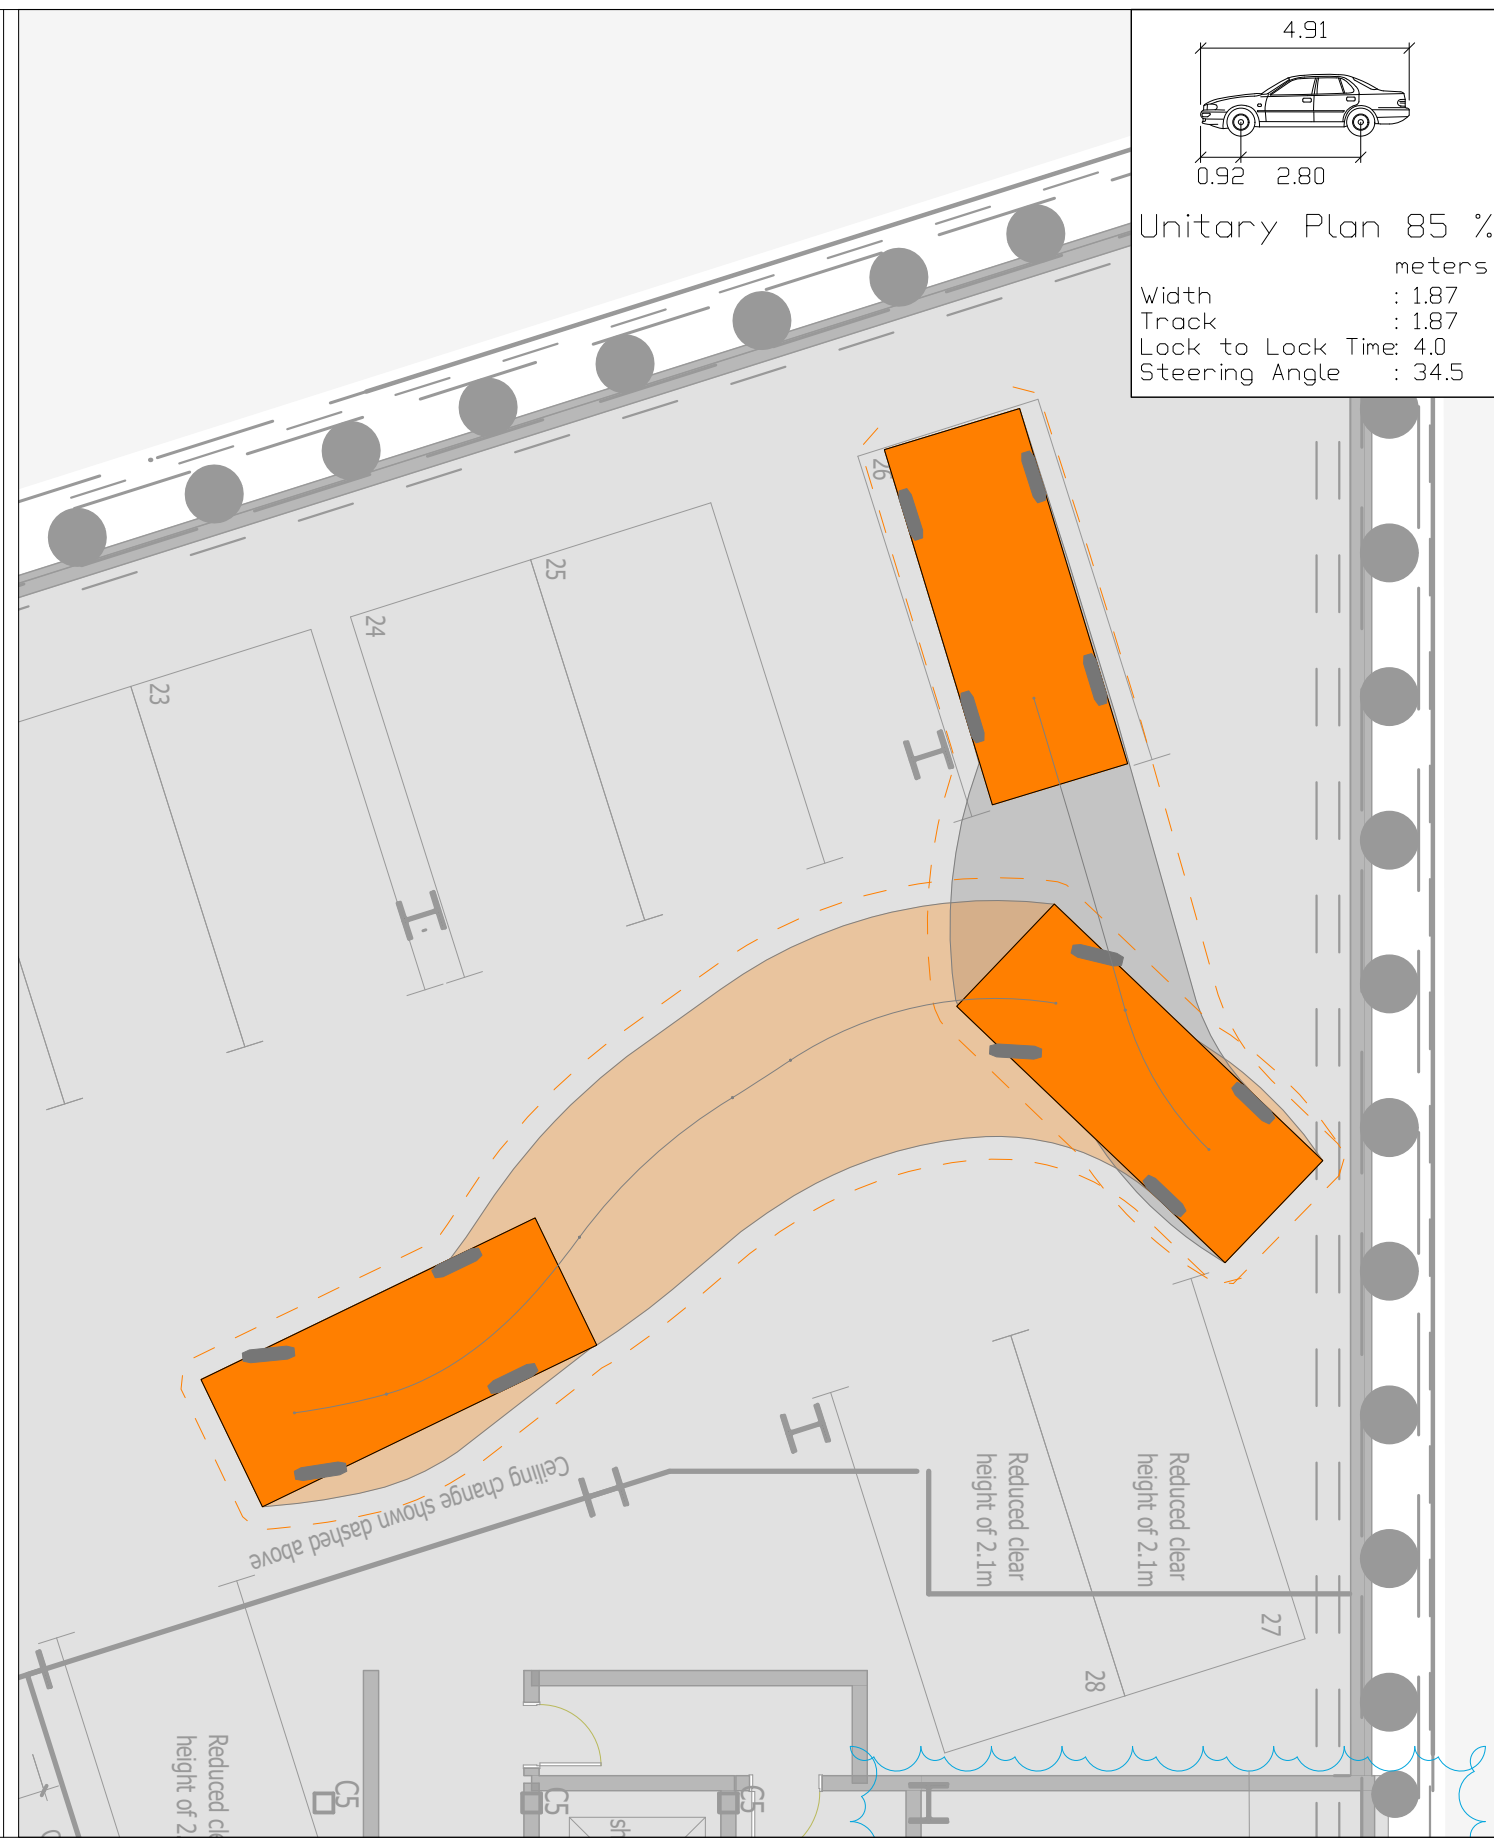 4.91
0.92 2.80
Unitary Plan 85 %
meters
Width : 1.87
Track : 1.87
Lock to Lock Time: 4.0
Steering Angle : 34.5
26
25
24
23
Ceiling change shown dashed above
Reduced clear
height of 2.1m
Reduced clear
height of 2.1m
27
28
Reduced cle
height of 2.
C5
C5
C5
sh